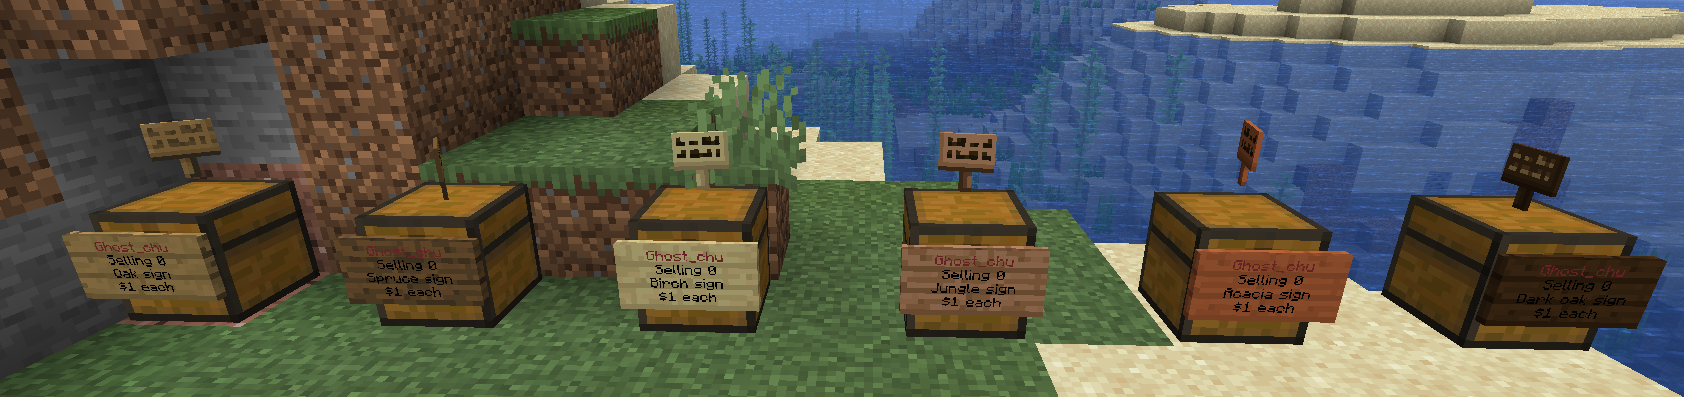 Ghost_chu
Selling 0
Oak sign
$1 each
Ghost_chu
Selling 0
Spruce sign
$1 each
Ghost_chu
Selling 0
Birch sign
$1 each
Ghost_chu
Selling 0
Jungle sign
$1 each
Ghost_chu
Selling 0
Acacia sign
$1 each
Ghost_chu
Selling 0
Dark oak sign
$1 each